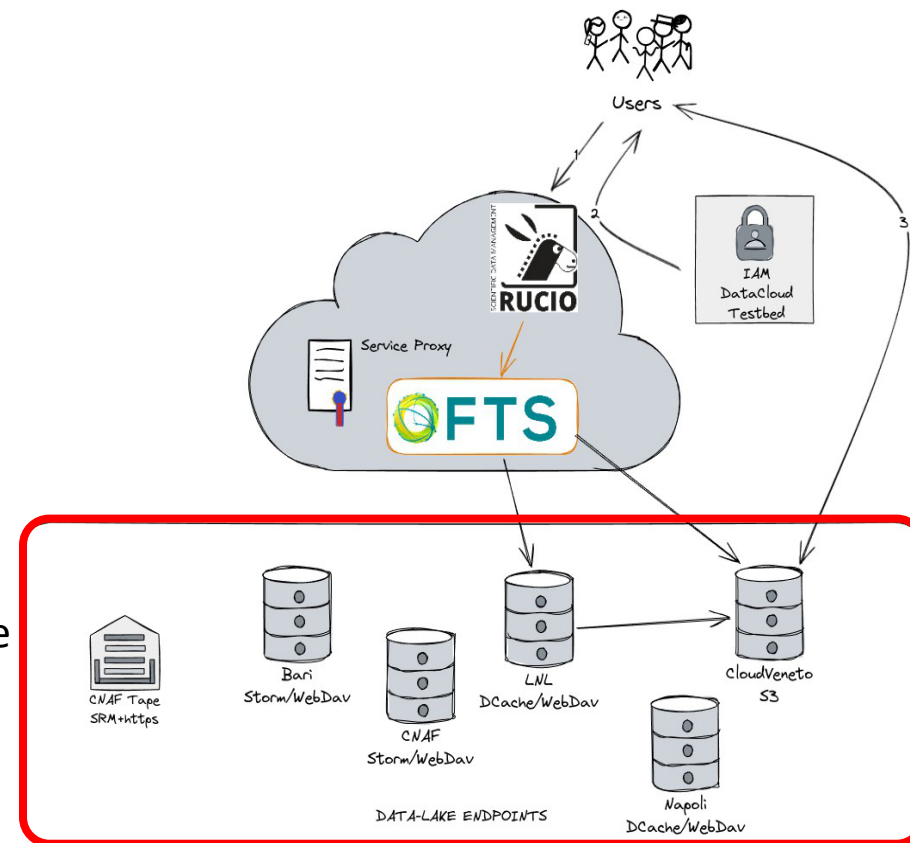 Users
1
2
3
SCIENTIFIC DATA MANAGEMENT
RUCIO
IAM
DataCloud
Testbed
Service Proxy
FTS
e
Bari
Storm/WebDav
CNAF Tape
SRM+https
CNAF
Storm/WebDav
LNL
DCache/WebDav
CloudVeneto
S3
Napoli
DCache/WebDav
DATA-LAKE ENDPOINTS